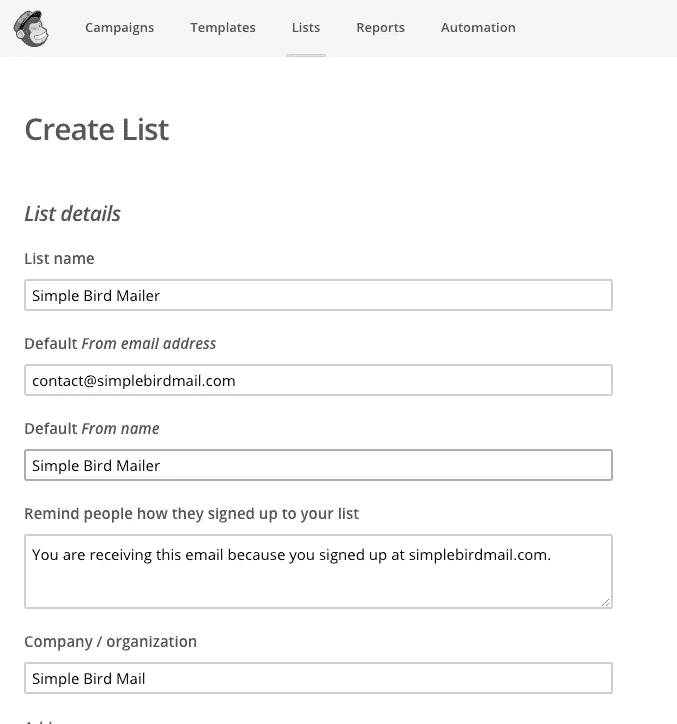 Campaigns Templates Lists Reports Automation
Create List
List details
List name
Simple Bird Mailer
Default From email address
contact@simplebirdmail.com
Default From name
Simple Bird Mailer
Remind people how they signed up to your list
You are receiving this email because you signed up at simplebirdmail.com.
Company / organization
Simple Bird Mail